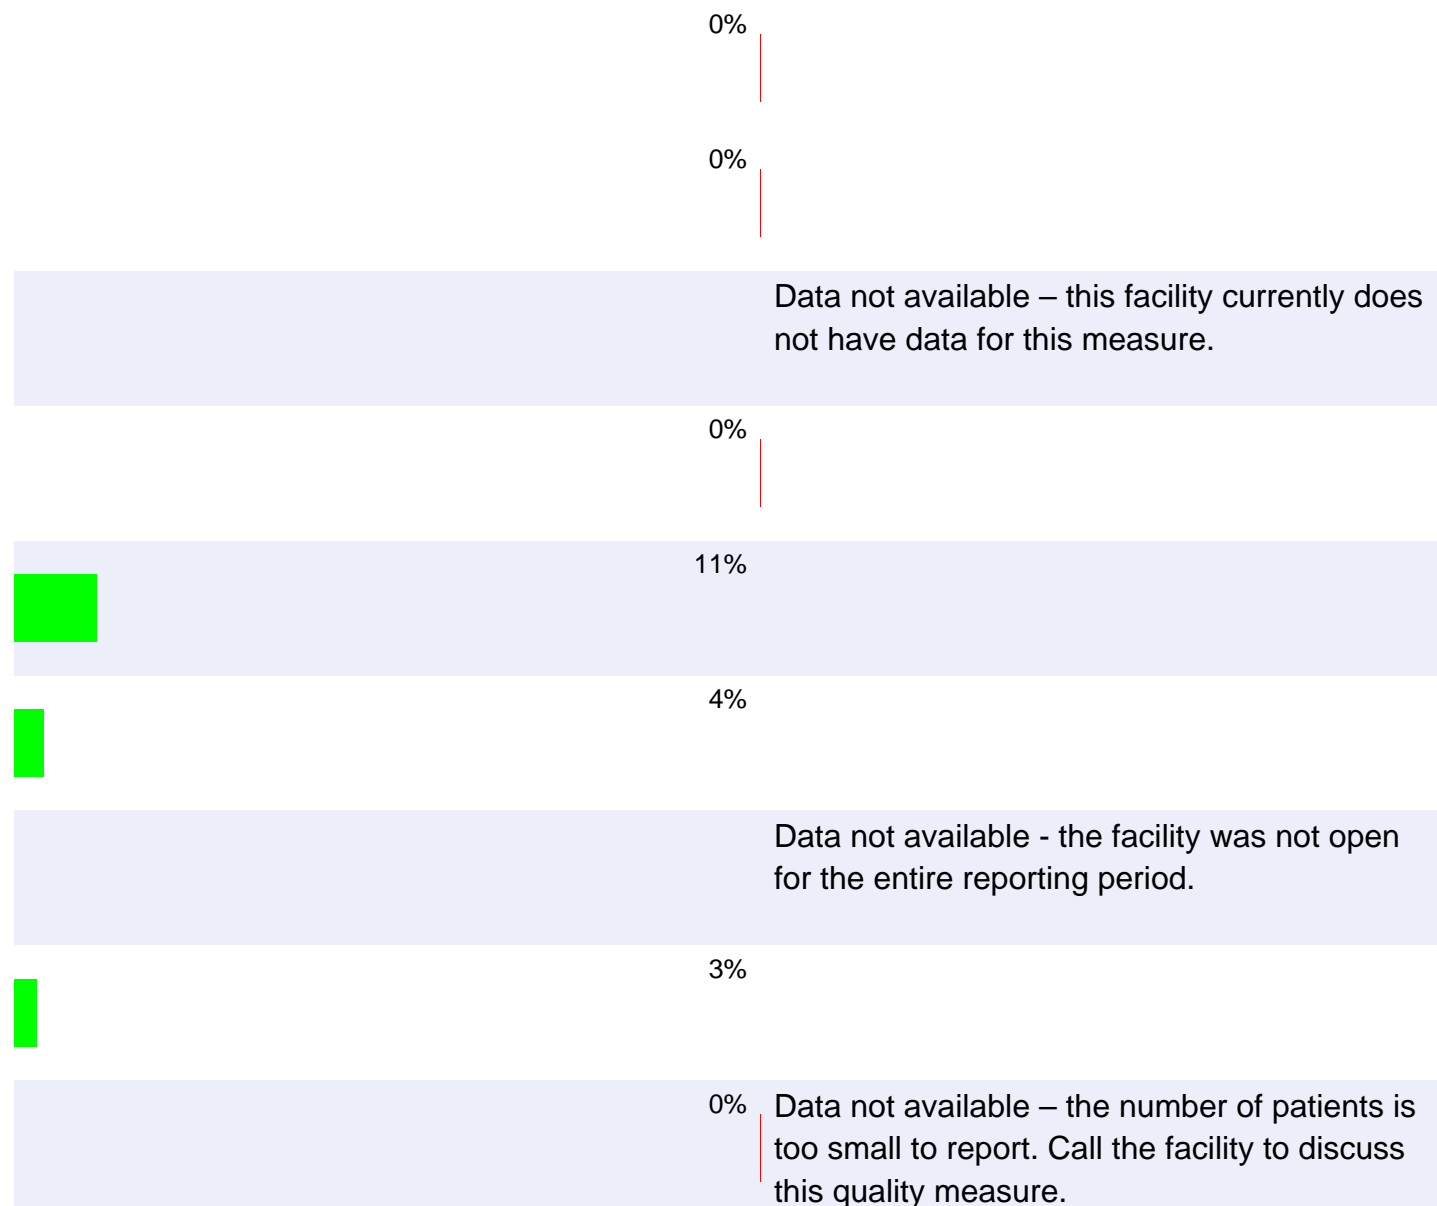 0%
0%
Data not available – this facility currently does
not have data for this measure.
0%
11%
4%
Data not available - the facility was not open
for the entire reporting period.
3%
0%
Data not available – the number of patients is
too small to report. Call the facility to discuss
this quality measure.